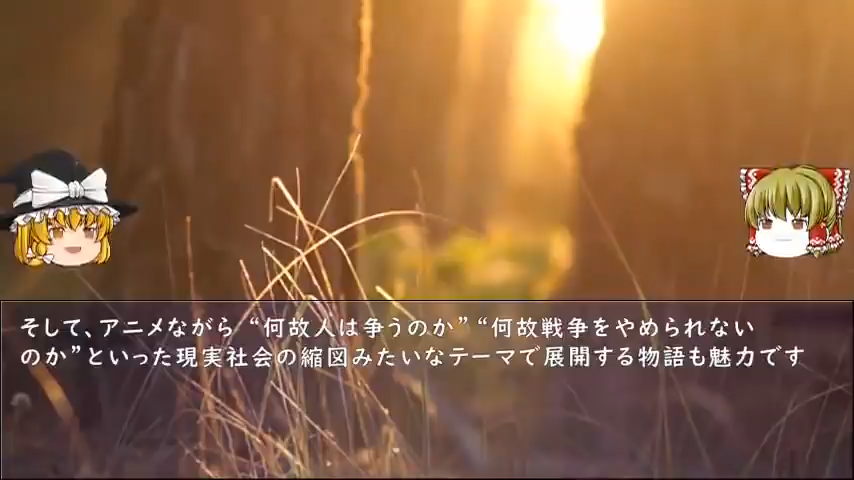 そして、アニメながら “何故人は争うのか” “何故戦争をやめられない
のか”といった現実社会の縮図みたいなテーマで展開する物語も魅力です